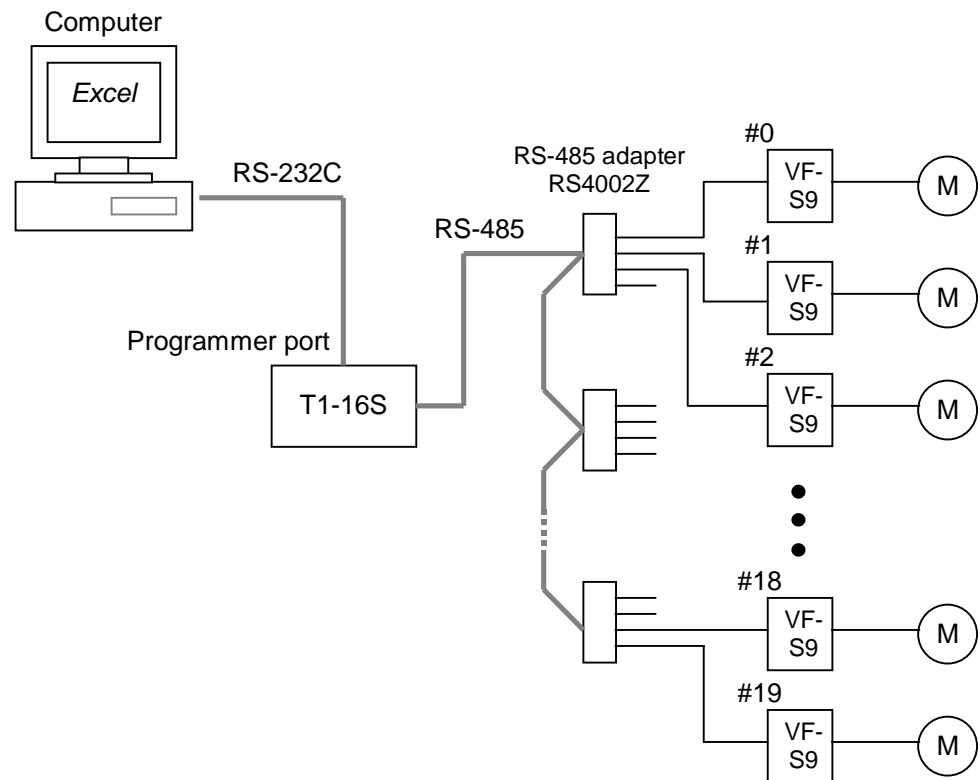 Computer
Excel
RS-232C
RS-485 adapter
RS4002Z
RS-485
Programmer port
T1-16S
#0
VF-
S9
M
#1
VF-
S9
M
#2
VF-
S9
M
#18
VF-
S9
M
#19
VF-
S9
M